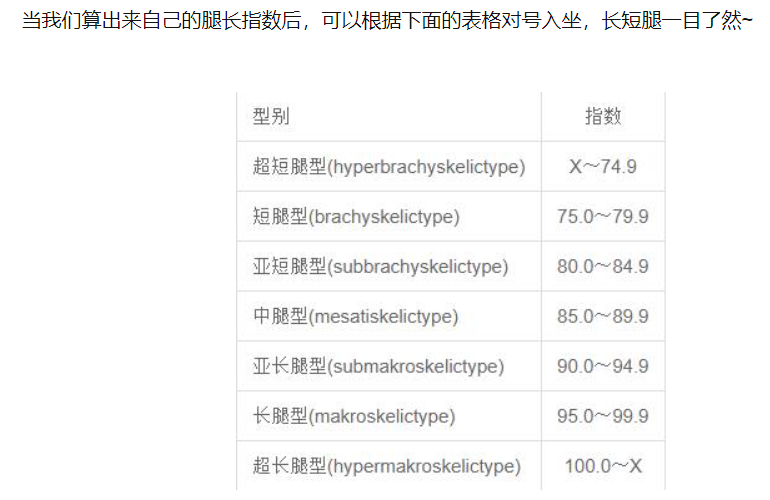 当我们算出来自己的腿长指数后，可以根据下面的表格对号入坐，长短腿一目了然~
型别 指数
超短腿型(hyperbrachyskelictype) X～74.9
短腿型(brachyskelictype) 75.0～79.9
亚短腿型(subbrachyskelictype) 80.0～84.9
中腿型(mesatiskelictype) 85.0～89.9
亚长腿型(submakroskelictype) 90.0～94.9
长腿型(makroskelictype) 95.0～99.9
超长腿型(hypermakroskelictype) 100.0～X